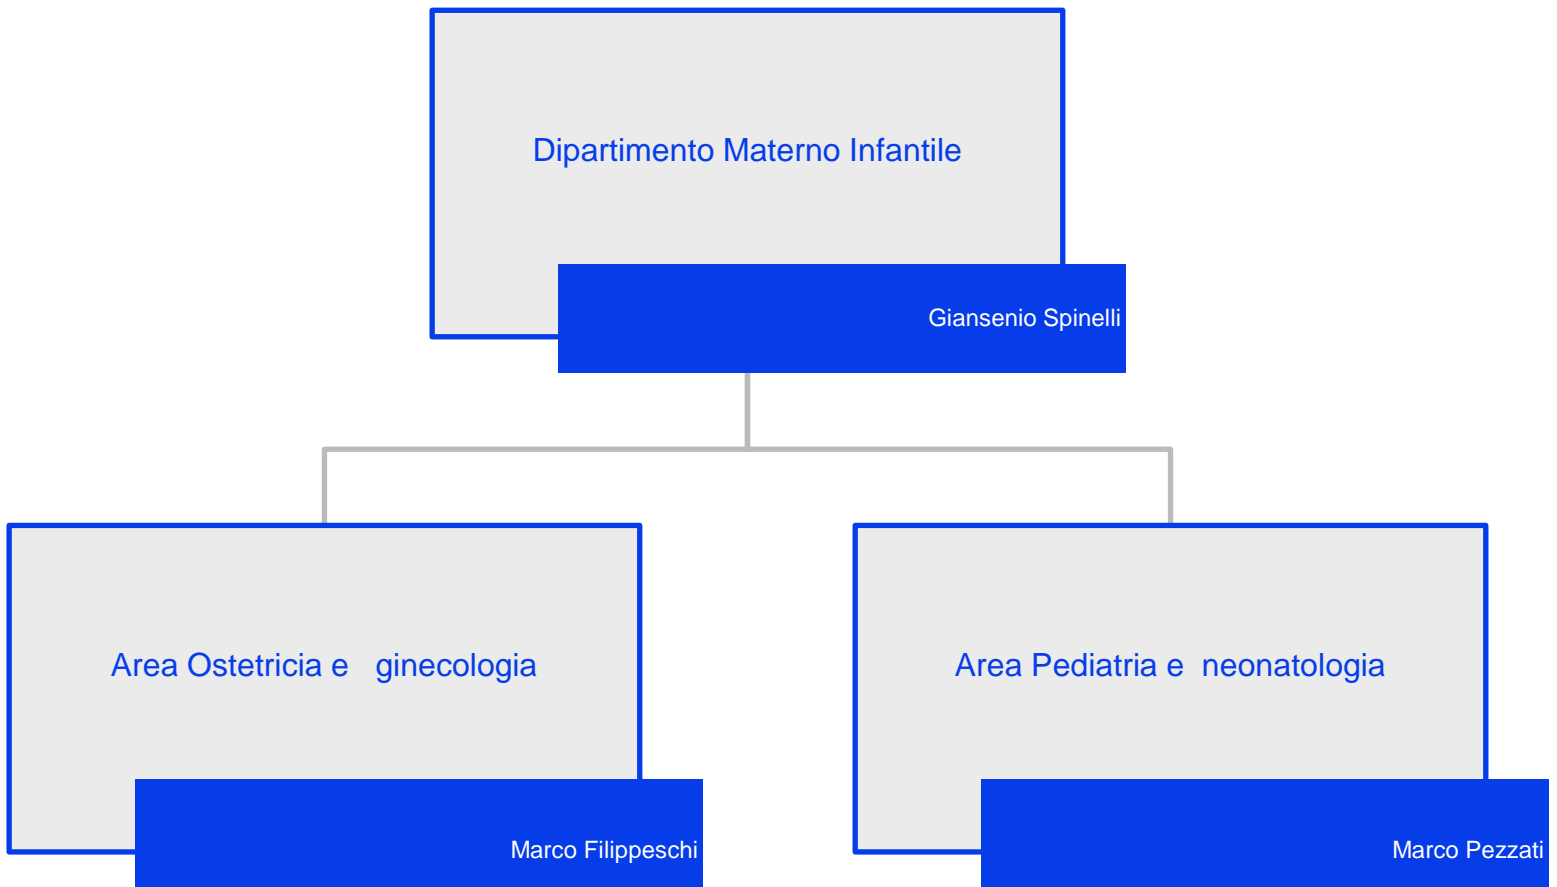 Dipartimento Materno Infantile
Giansenio Spinelli
Area Ostetricia e   ginecologia
Marco Filippeschi
Area Pediatria e  neonatologia
Marco Pezzati